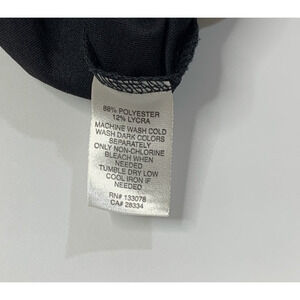 88% POLYESTER
12% LYCRA
MACHINE WASH COLD
WASH DARK COLORS
SEPARATELY
ONLY NON-CHLORINE
BLEACH WHEN
NEEDED
TUMBLE DRY LOW
COOL IRON IF
NEEDED
RN# 133078
CA# 28334